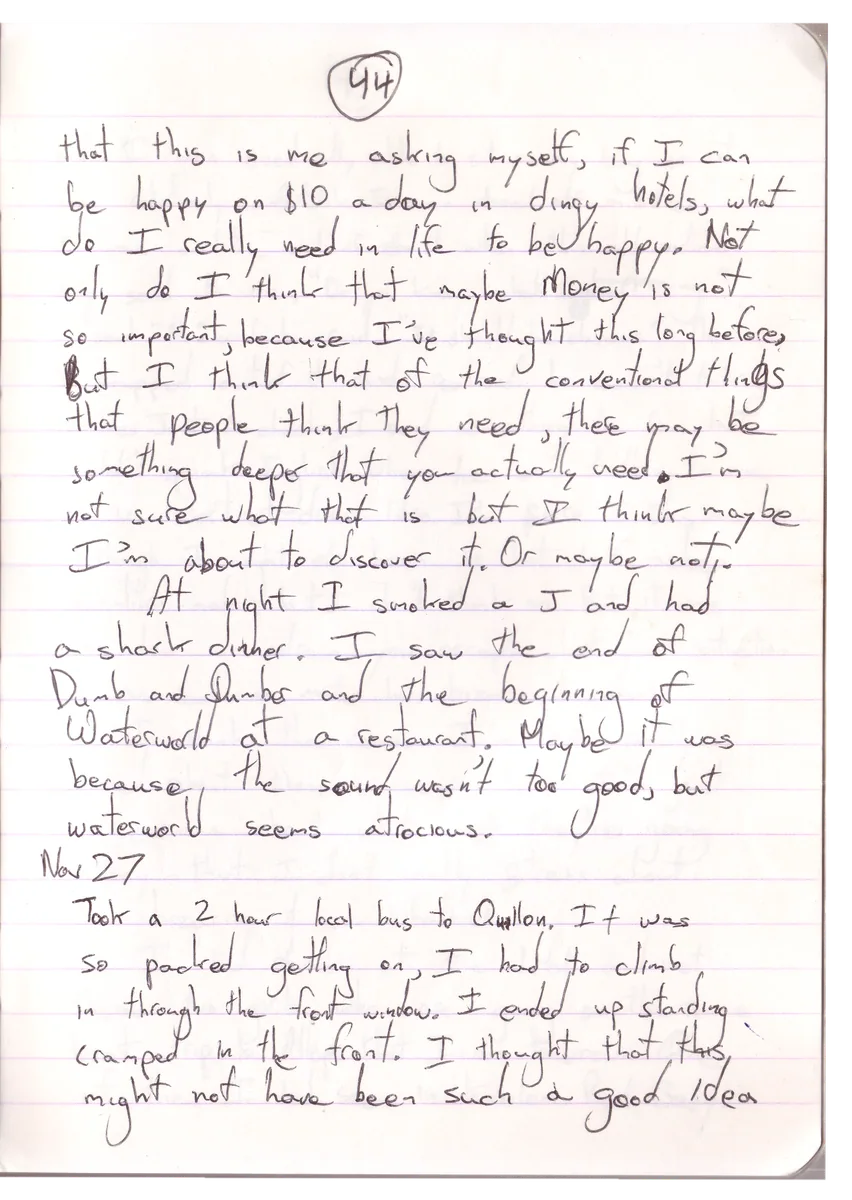 44
that this is me asking myself, if I can
be happy on $10 a day in dingy hotels, what
do I really need in life to be happy. Not
only do I think that maybe Money is not
so important, because I've thought this long before,
But I think that of the conventional things
that people think they need, there may be
something deeper that you actually need. I'm
not sure what that is but I think maybe
I'm about to discover it. Or maybe not.
At night I smoked a J and had
a shark dinner. I saw the end of
Dumb and Dumber and the beginning of
Waterworld at a restaurant. Maybe it was
because the sound wasn't too good, but
waterworld seems atrocious.
Nov 27
Took a 2 hour local bus to Quillon. It was
so packed getting on, I had to climb
in through the front window. I ended up standing
cramped in the front. I thought that this
might not have been such a good idea